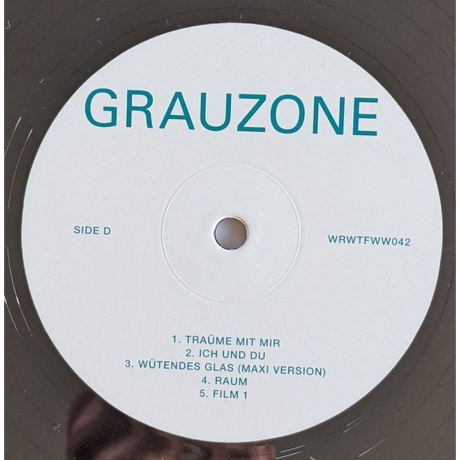 GRAUZONE
SIDE D
WRWTFWW042
1. TRAÜME MIT MIR
2. ICH UND DU
3. WÜTENDES GLAS (MAXI VERSION)
4. RAUM
5. FILM 1